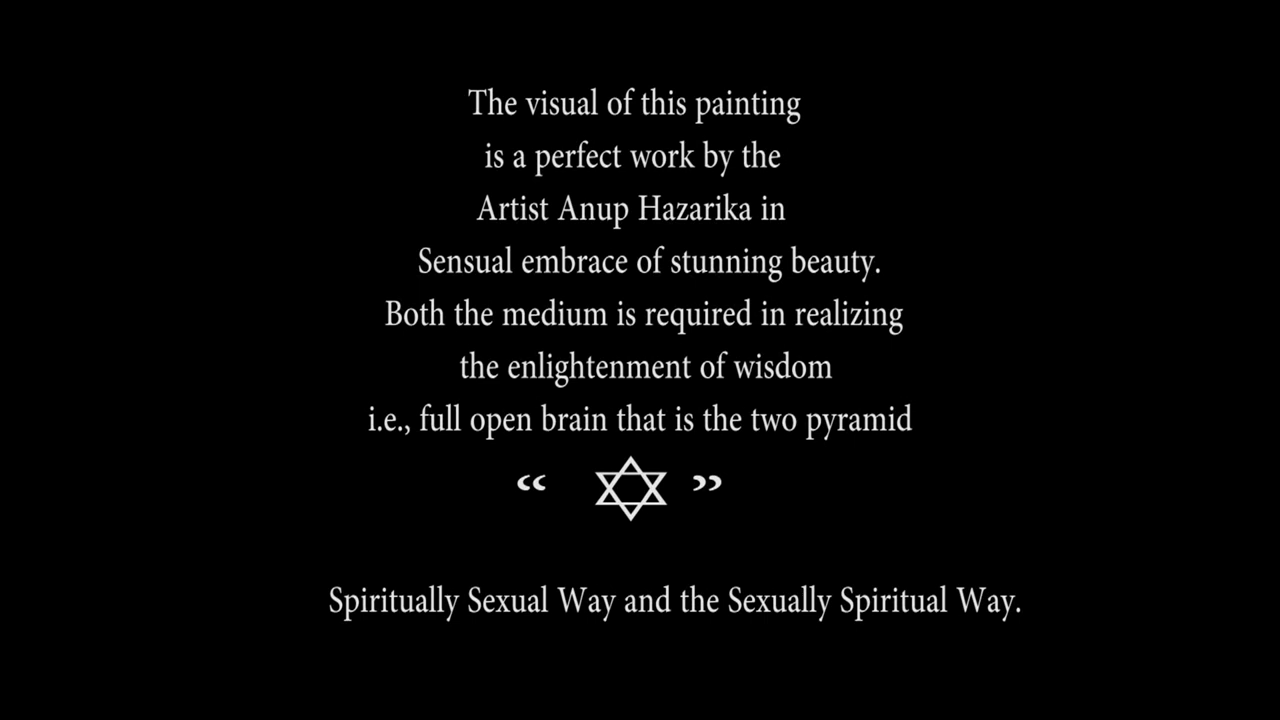 The visual of this painting
is a perfect work by the
Artist Anup Hazarika in
Sensual embrace of stunning beauty.
Both the medium is required in realizing
the enlightenment of wisdom
i.e., full open brain that is the two pyramid
“ ✡ ”
Spiritually Sexual Way and the Sexually Spiritual Way.